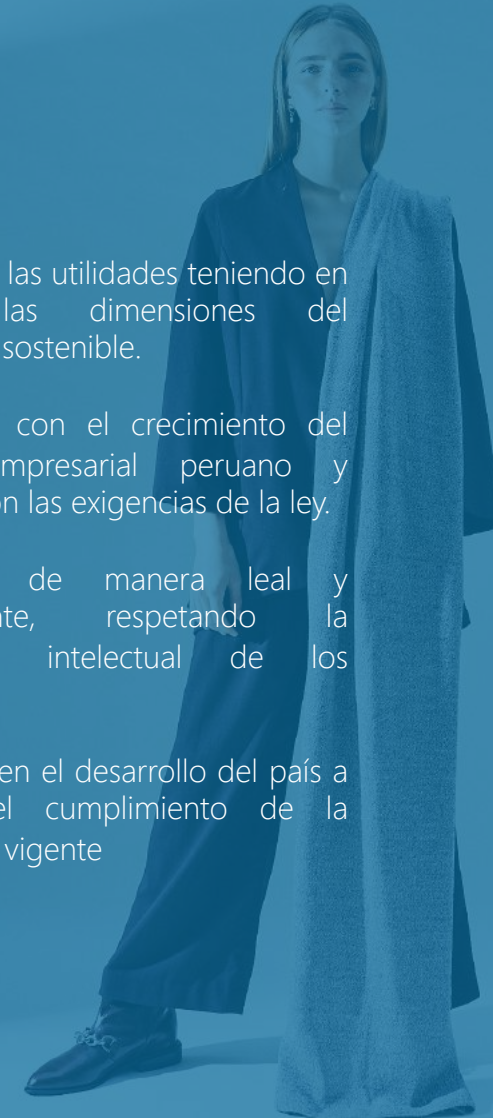 las utilidades teniendo en
las dimensiones del
sostenible.
con el crecimiento del
mpresarial peruano y
n las exigencias de la ley.
de manera leal y
te, respetando la
intelectual de los
en el desarrollo del país a
el cumplimiento de la
vigente